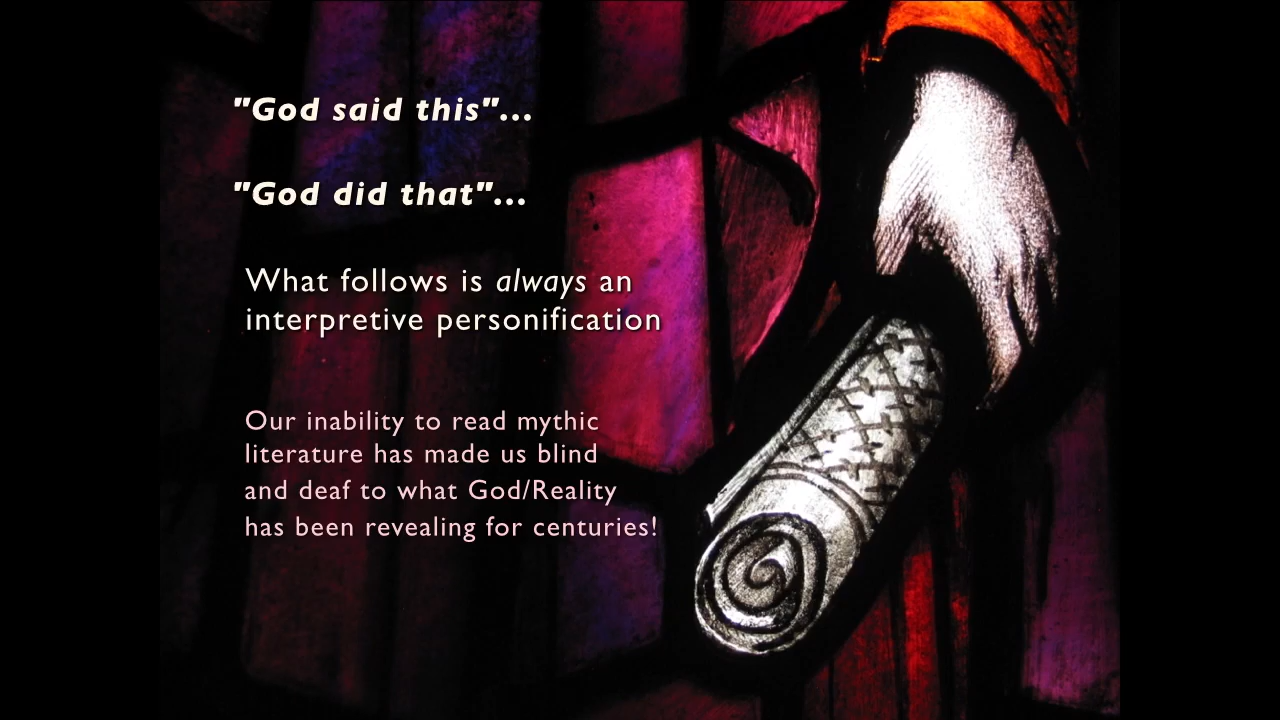 "God said this"...
"God did that"...
What follows is always an
interpretive personification
Our inability to read mythic
literature has made us blind
and deaf to what God/Reality
has been revealing for centuries!